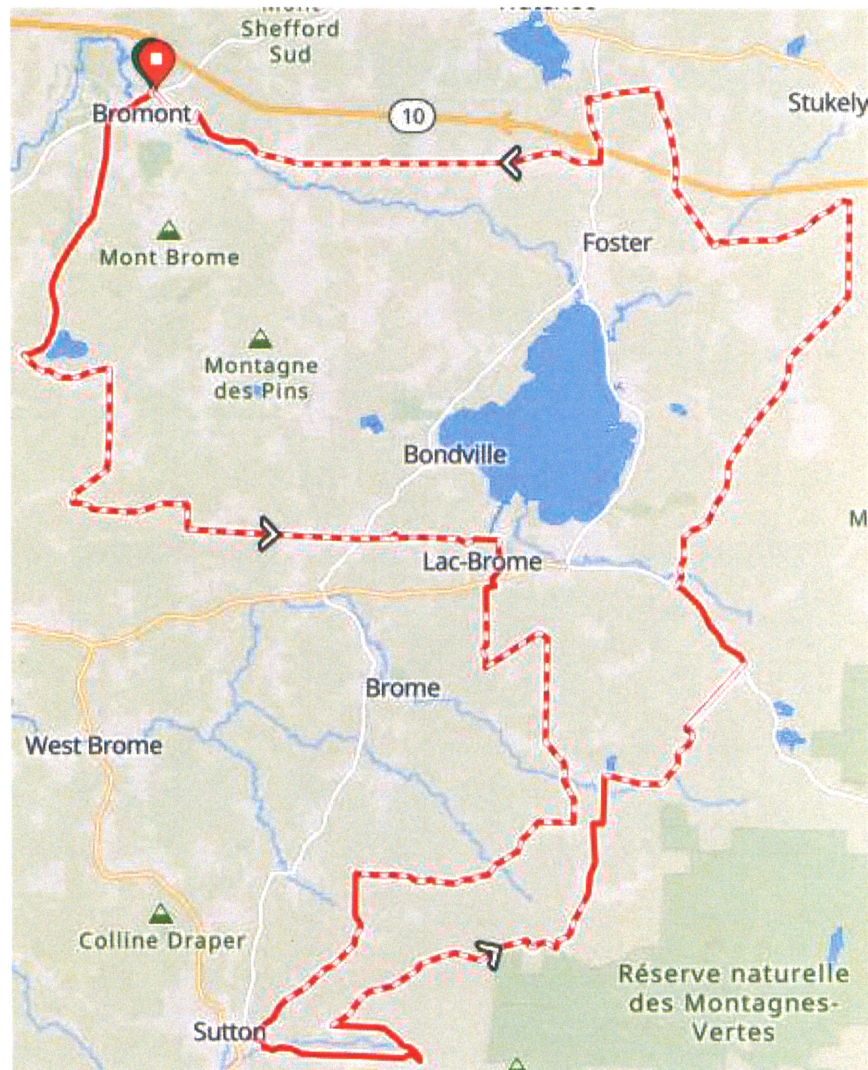 Mont
Shefford
Sud
Bromont
10
Stukely
Mont Brome
Foster
Montagne
des Pins
Bondville
M
Lac-Brome
Brome
West Brome
Colline Draper
Réserve naturelle
des Montagnes-
Vertes
Sutton